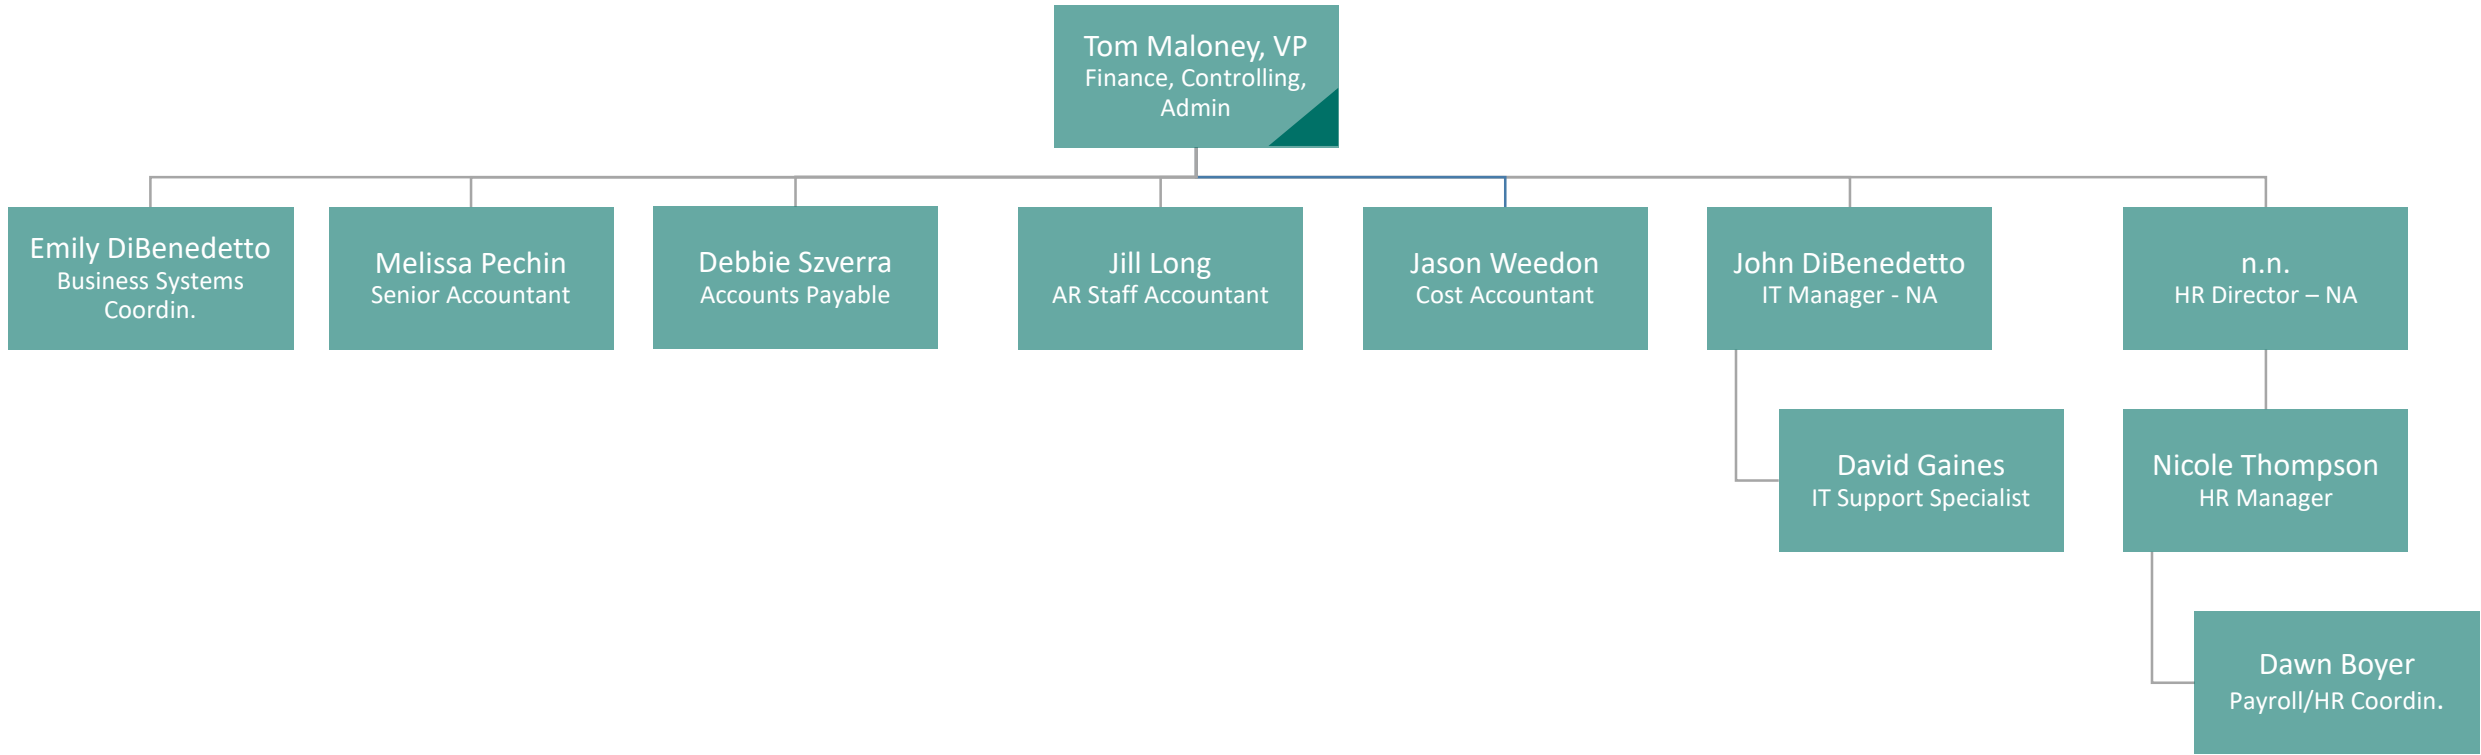 Tom Maloney, VP
Finance, Controlling,
Admin
Emily DiBenedetto
Business Systems
Coordin.
Melissa Pechin
Senior Accountant
Debbie Szverra
Accounts Payable
Jill Long
AR Staff Accountant
Jason Weedon
Cost Accountant
John DiBenedetto
IT Manager - NA
n.n.
HR Director – NA
David Gaines
IT Support Specialist
Nicole Thompson
HR Manager
Dawn Boyer
Payroll/HR Coordin.